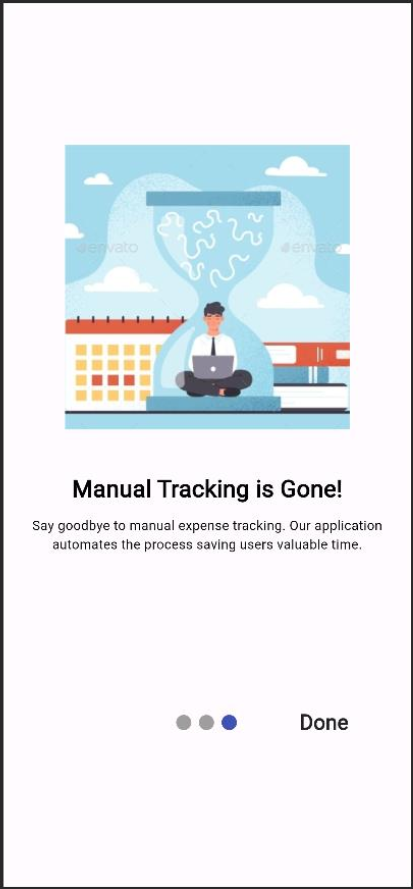 envato
envato
Manual Tracking is Gone!
Say goodbye to manual expense tracking. Our application
automates the process saving users valuable time.
Done